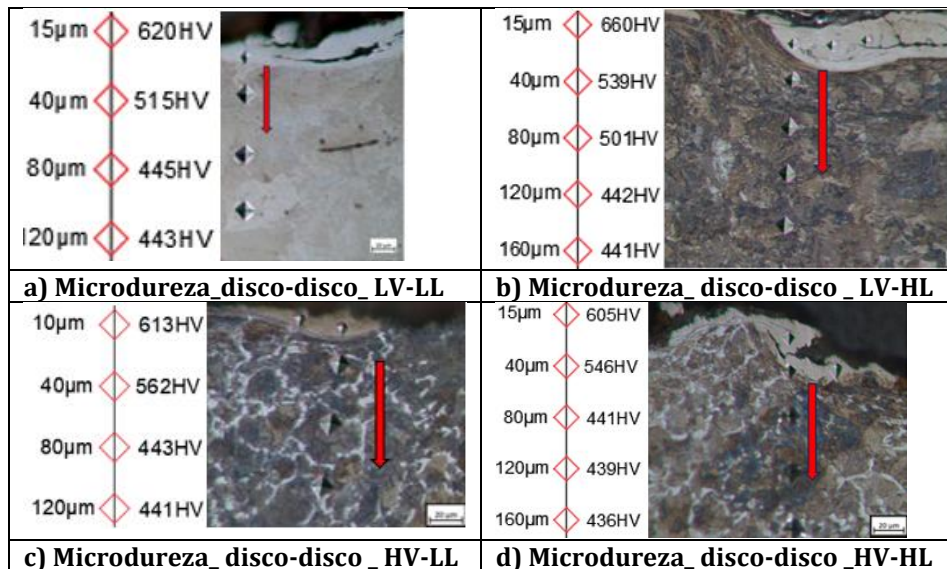 15µm 620HV
40µm 515HV
80µm 445HV
120µm 443HV
a) Microdureza_disco-disco_ LV-LL
15µm 660HV
40µm 539HV
80µm 501HV
120µm 442HV
160µm 441HV
b) Microdureza_ disco-disco _ LV-HL
10µm 613HV
40µm 562HV
80µm 443HV
120µm 441HV
20 µm
c) Microdureza_ disco-disco _ HV-LL
15µm 605HV
40µm 546HV
80µm 441HV
120µm 439HV
160µm 436HV
20 µm
d) Microdureza_ disco-disco _HV-HL